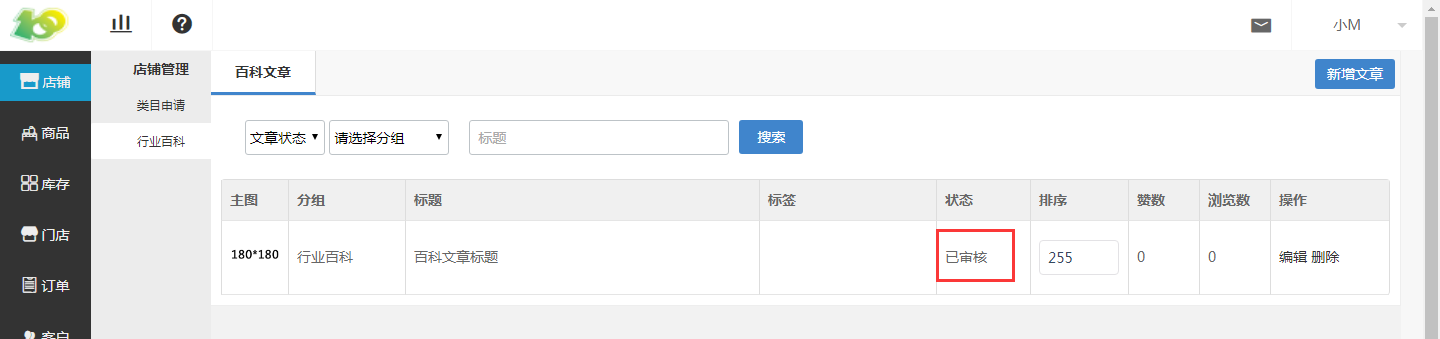 小M
店铺
商品
库存
门店
订单
客户
店铺管理
类目申请
行业百科
百科文章
新增文章
文章状态 请选择分组 标题 搜索
主图 分组 标题 标签 状态 排序 赞数 浏览数 操作
180*180 行业百科 百科文章标题 已审核 255 0 0 编辑 删除